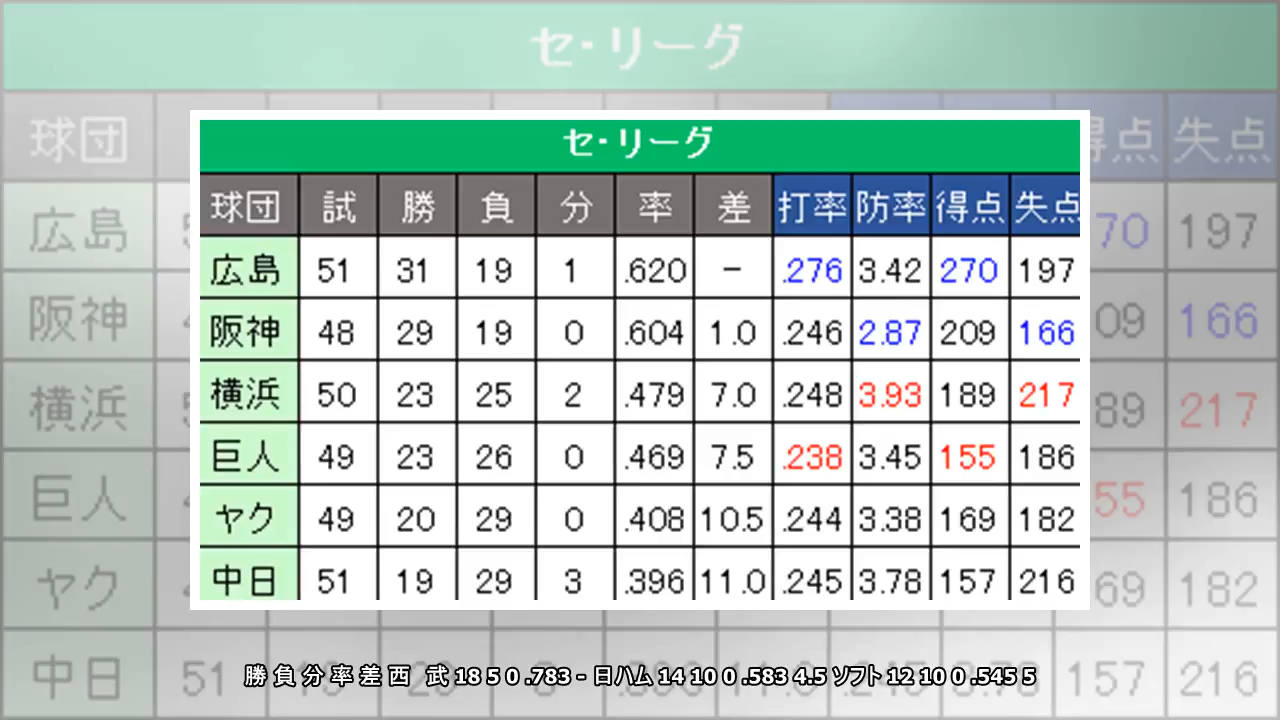 セ・リーグ
球団 試 勝 負 分 率 差 打率 防率 得点 失点
広島 51 31 19 1 .620 − .276 3.42 270 197
阪神 48 29 19 0 .604 1.0 .246 2.87 209 166
横浜 50 23 25 2 .479 7.0 .248 3.93 189 217
巨人 49 23 26 0 .469 7.5 .238 3.45 155 186
ヤク 49 20 29 0 .408 10.5 .244 3.38 169 182
中日 51 19 29 3 .396 11.0 .245 3.78 157 216
勝 負 分 率 差 西 武 18 5 0 .783 - 日ハム 14 10 0 .583 4.5 ソフト 12 10 0 .545 5